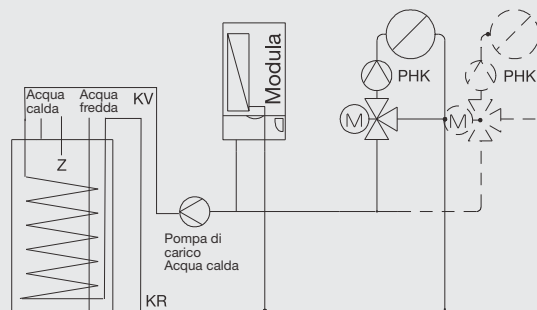 Acqua
calda
Acqua
fredda
KV
Z
KR
Pompa di
carico
Acqua calda
Modula
PHK
M
PHK
M